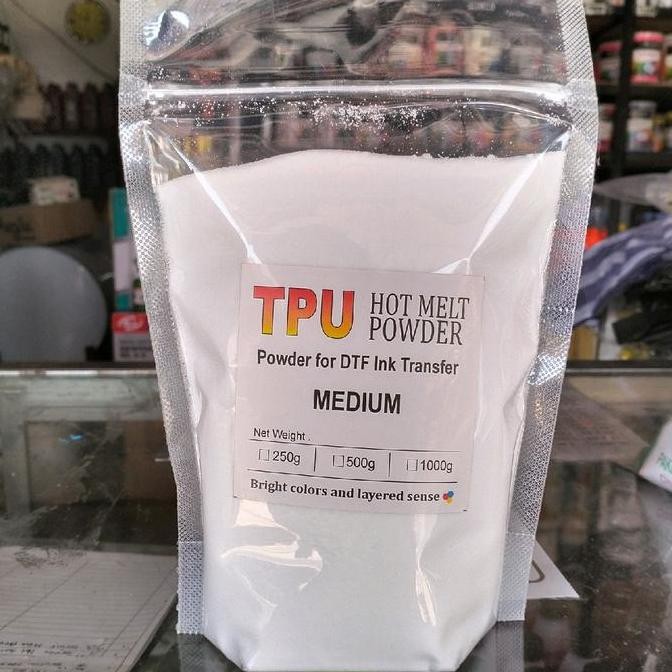 TPU HOT MELT POWDER
Powder for DTF Ink Transfer
MEDIUM
Net Weight :
250g 500g 1000g
Bright colors and layered sense